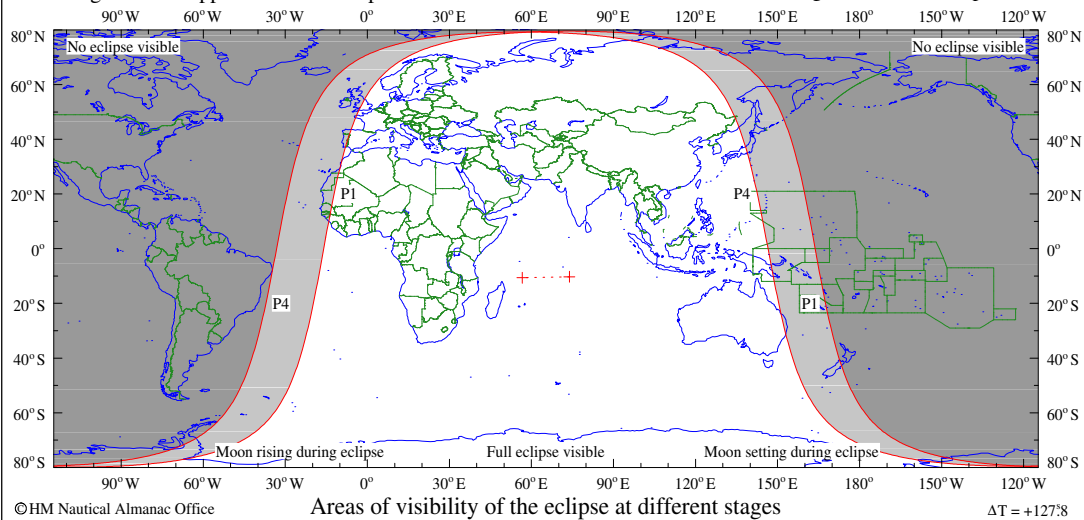 90°W 60°W 30°W 0° 30°E 60°E 90°E 120°E 150°E 180° 150°W 120°W
80°N No eclipse visible No eclipse visible 80°N
60°N 60°N
40°N 40°N
20°N P1 P4 20°N
0° 0°
20°S P4 P1 20°S
40°S 40°S
60°S 60°S
Moon rising during eclipse Full eclipse visible Moon setting during eclipse
80°S 80°S
90°W 60°W 30°W 0° 30°E 60°E 90°E 120°E 150°E 180° 150°W 120°W
©HM Nautical Almanac Office Areas of visibility of the eclipse at different stages ΔT = +127ˢ.8